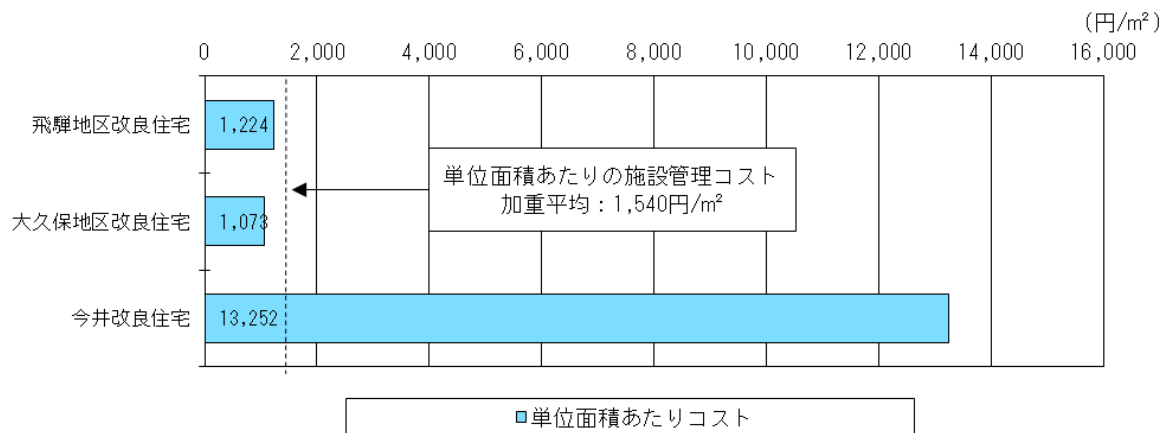 (円/m²)
0 2,000 4,000 6,000 8,000 10,000 12,000 14,000 16,000
飛騨地区改良住宅
1,224
単位面積あたりの施設管理コスト
加重平均：1,540円/m²
大久保地区改良住宅
1,073
今井改良住宅
13,252
単位面積あたりコスト